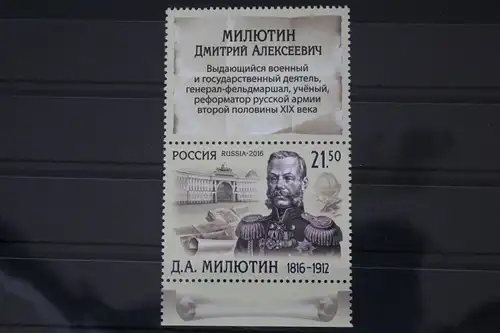 МИЛЮТИН
ДМИТРИЙ АЛЕКСЕЕВИЧ
Выдающийся военный
и государственный деятель,
генерал-фельдмаршал, учёный,
реформатор русской армии
второй половины XIX века
РОССИЯ RUSSIA•2016 21.50
Д.А. МИЛЮТИН 1816–1912